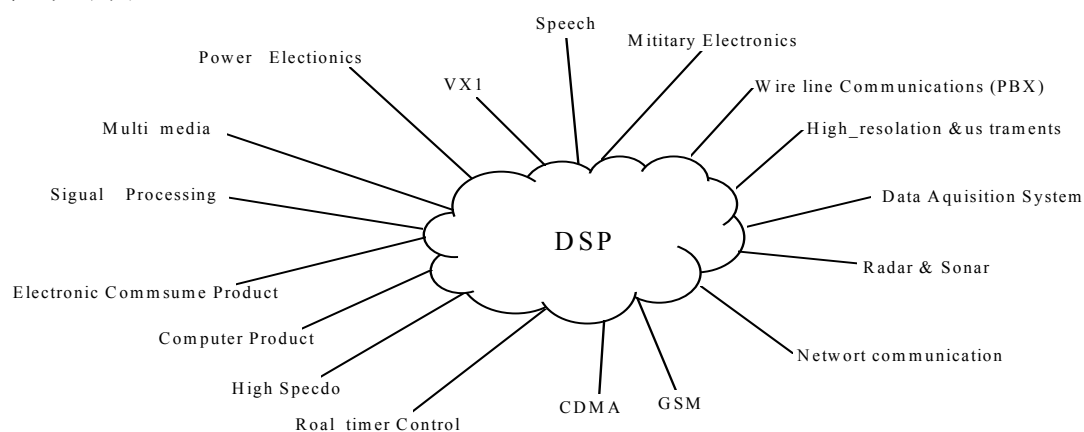 Speech
Mititary Electronics
Power Electionics
VX1
Wire line Communications (PBX)
Multi media
High_resolation &us traments
Sigual Processing
Data Aquisition System
DSP
Radar & Sonar
Electronic Commsume Product
Computer Product
Networt communication
High Specdo
CDMA
GSM
Roal timer Control